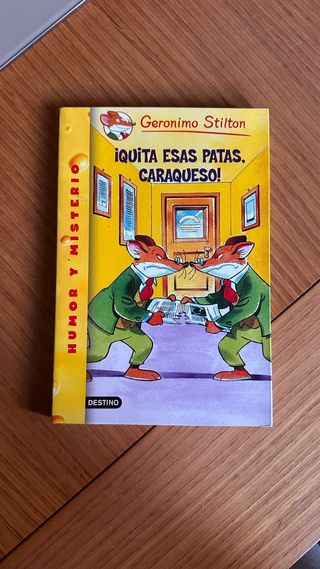 Geronimo Stilton
¡QUITA ESAS PATAS,
CARAQUESO!
HUMOR Y MISTERIO
DESTINO